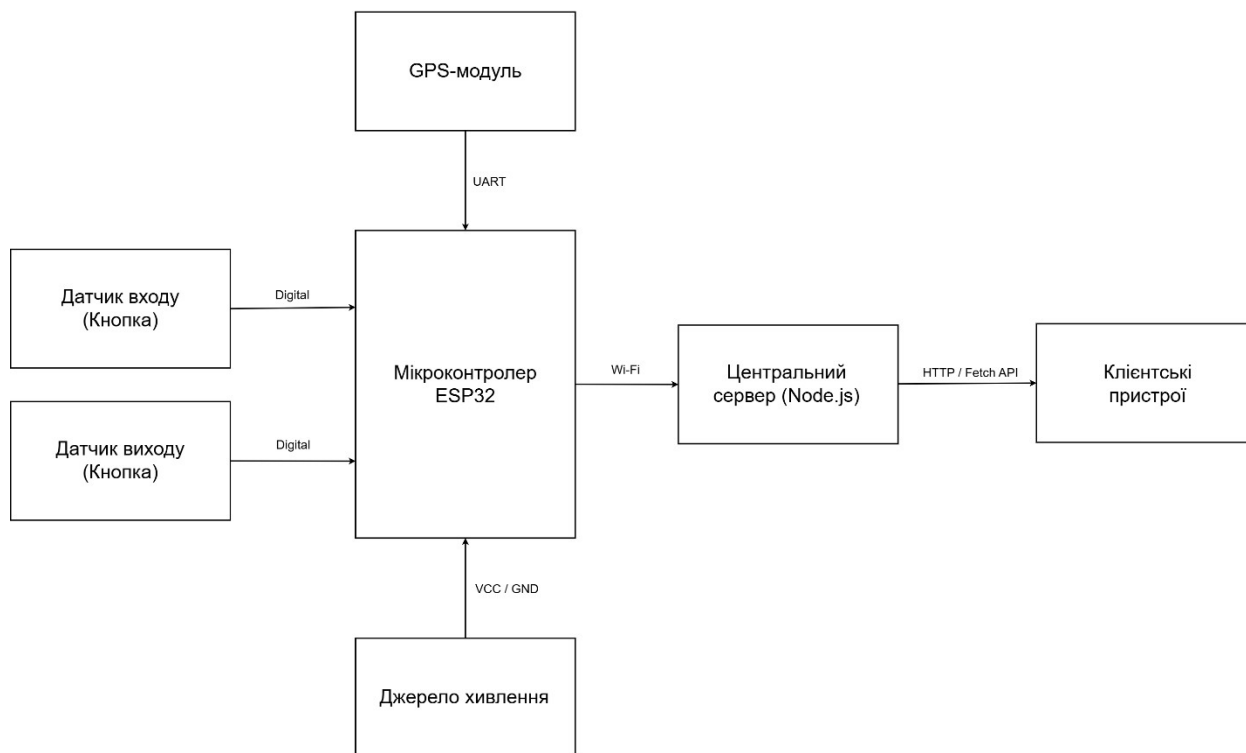 GPS-модуль
UART
Датчик входу
(Кнопка)
Digital
Мікроконтролер
ESP32
Wi-Fi
Центральний
сервер (Node.js)
HTTP / Fetch API
Клієнтські
пристрої
Датчик виходу
(Кнопка)
Digital
VCC / GND
Джерело хивлення